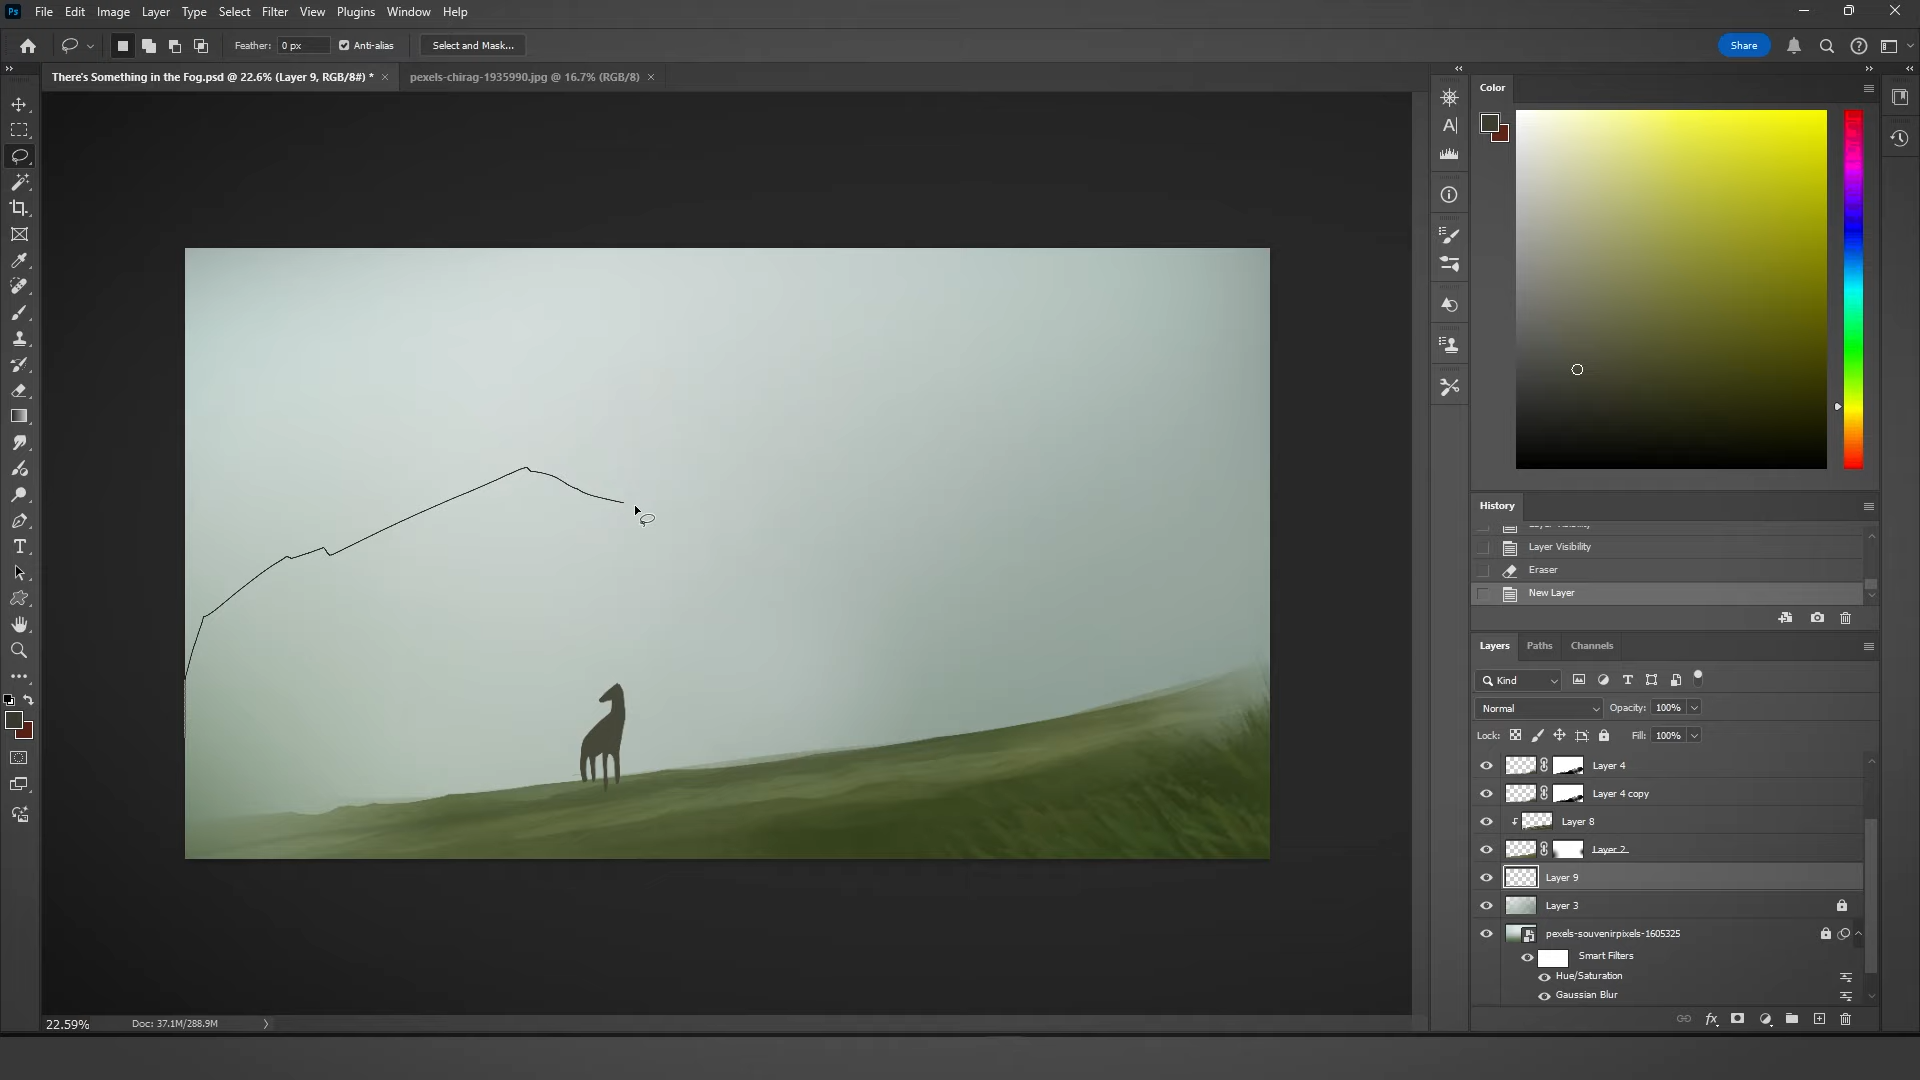 Ps File Edit Image Layer Type Select Filter View Plugins Window Help
Feather: 0 px Anti-alias Select and Mask... Share
There's Something in the Fog.psd @ 22.6% (Layer 9, RGB/8#) * pexels-chirag-1935990.jpg @ 16.7% (RGB/8)
Color
History
Layer Visibility
Eraser
New Layer
Layers Paths Channels
Kind
Normal Opacity: 100%
Lock: Fill: 100%
Layer 4
Layer 4 copy
Layer 8
Layer 2
Layer 9
Layer 3
pexels-souvenirpixels-1605325
Smart Filters
Hue/Saturation
Gaussian Blur
22.59% Doc: 37.1M/288.9M